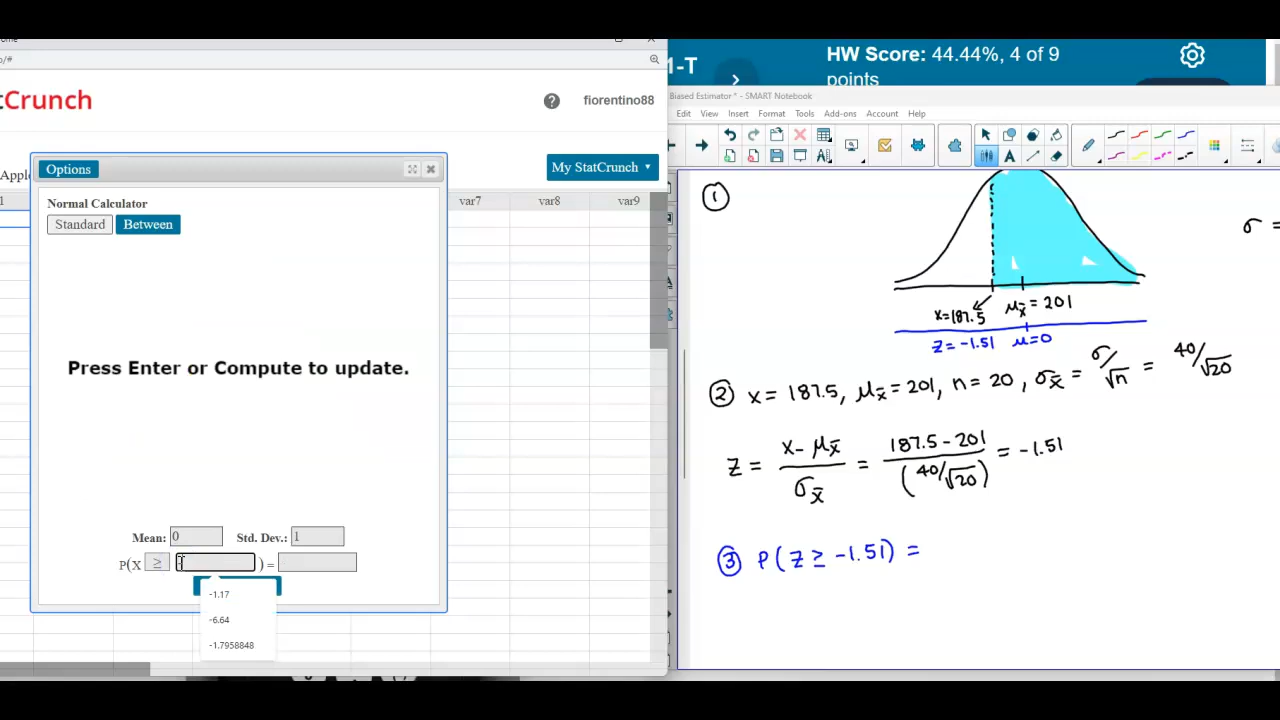 p/#
tCrunch
fiorentino88
My StatCrunch
Apple
Options
Normal Calculator
Standard Between
Press Enter or Compute to update.
Mean: 0 Std. Dev.: 1
P(X ≥ ) =
-1.17
-6.64
-1.7958848
1
var7 var8 var9
1-T
HW Score: 44.44%, 4 of 9
points
Biased Estimator * - SMART Notebook
Edit View Insert Format Tools Add-ons Account Help
① σ =
x=187.5 μx̄ = 201
z = -1.51 μ=0
② x = 187.5, μx̄ = 201, n = 20, σx̄ = σ/√n = 40/√20
z = x - μx̄ / σx̄ = 187.5 - 201 / (40/√20) = -1.51
③ P(z ≥ -1.51) =